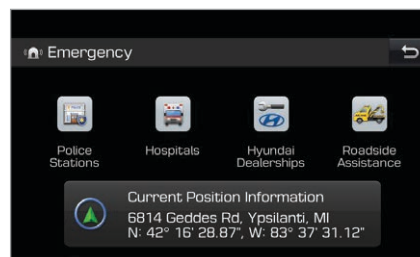 Emergency
Police
Stations
Hospitals
Hyundai
Dealerships
Roadside
Assistance
Current Position Information
6814 Geddes Rd, Ypsilanti, MI
N: 42° 16' 28.87", W: 83° 37' 31.12"